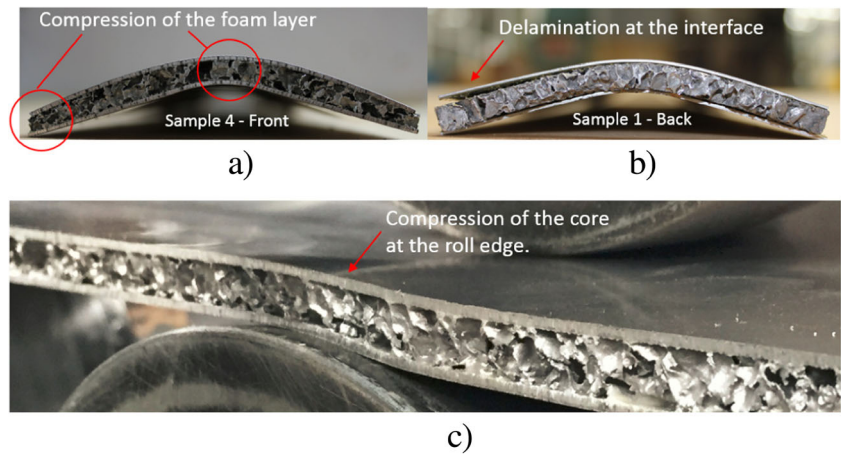 Compression of the foam layer
Sample 4 - Front
a)
Delamination at the interface
Sample 1 - Back
b)
Compression of the core
at the roll edge.
c)